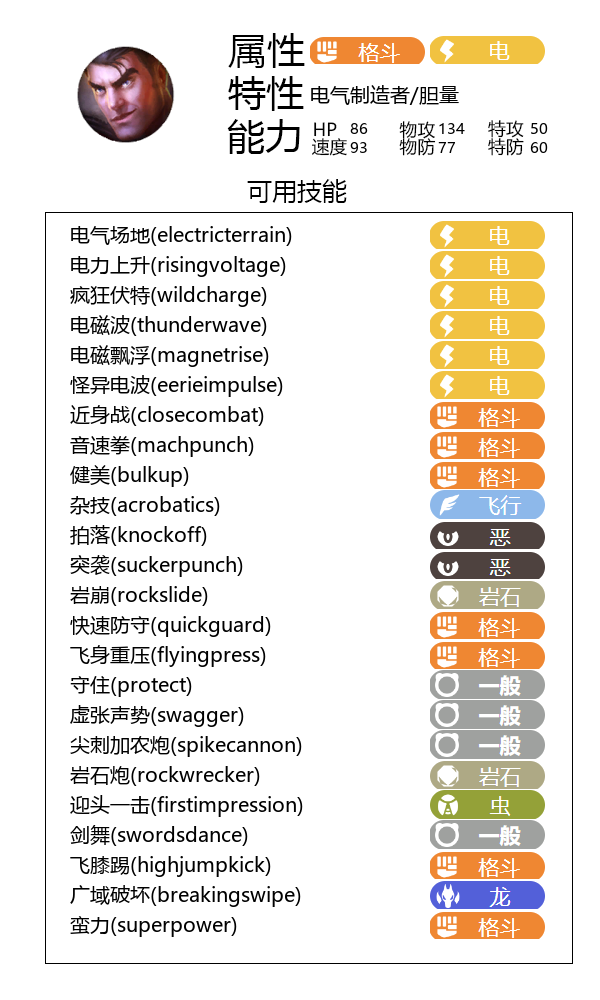 属性 格斗 电
特性 电气制造者/胆量
能力 HP 86 物攻 134 特攻 50
速度 93 物防 77 特防 60
可用技能
电气场地(electricterrain) 电
电力上升(risingvoltage) 电
疯狂伏特(wildcharge) 电
电磁波(thunderwave) 电
电磁飘浮(magnetrise) 电
怪异电波(eerieimpulse) 电
近身战(closecombat) 格斗
音速拳(machpunch) 格斗
健美(bulkup) 格斗
杂技(acrobatics) 飞行
拍落(knockoff) 恶
突袭(suckerpunch) 恶
岩崩(rockslide) 岩石
快速防守(quickguard) 格斗
飞身重压(flyingpress) 格斗
守住(protect) 一般
虚张声势(swagger) 一般
尖刺加农炮(spikecannon) 一般
岩石炮(rockwrecker) 岩石
迎头一击(firstimpression) 虫
剑舞(swordsdance) 一般
飞膝踢(highjumpkick) 格斗
广域破坏(breakingswipe) 龙
蛮力(superpower) 格斗